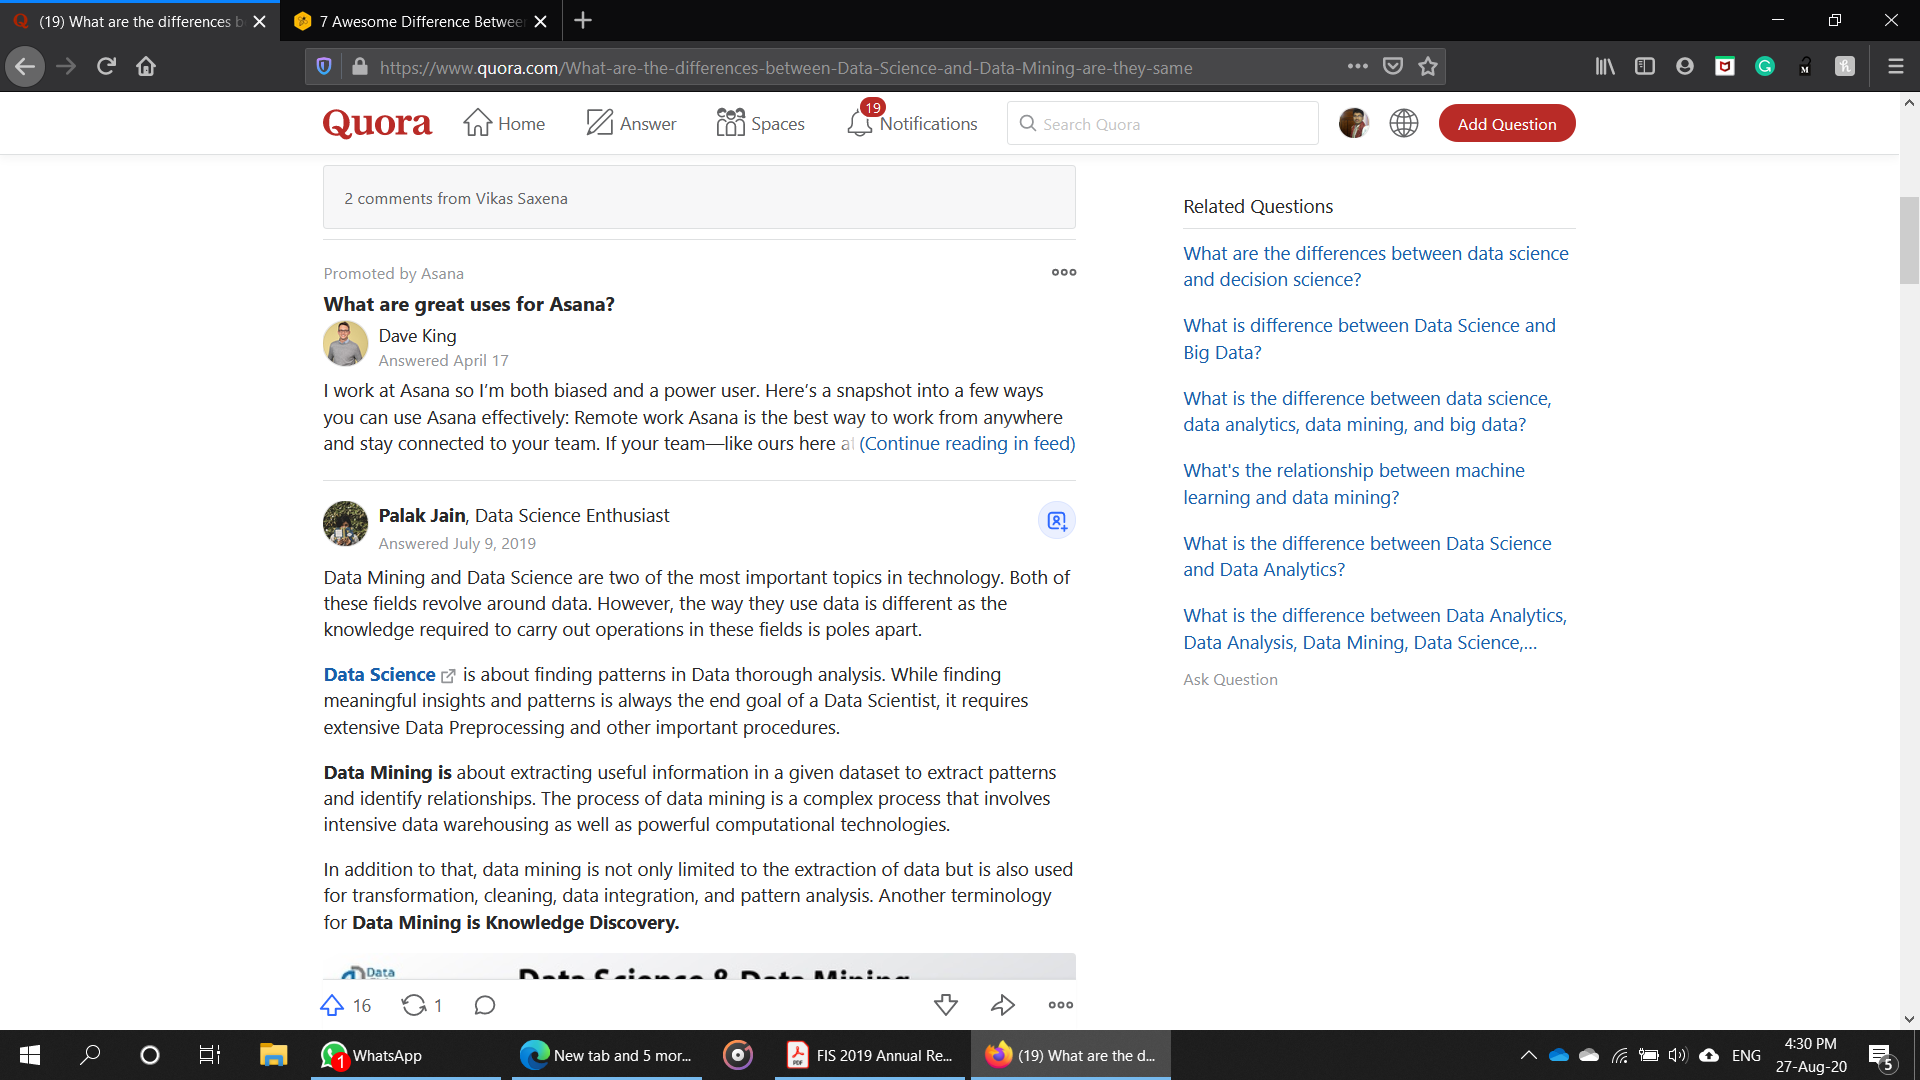 (19) What are the differences b
7 Awesome Difference Between
https://www.quora.com/What-are-the-differences-between-Data-Science-and-Data-Mining-are-they-same
Quora
Home
Answer
Spaces
19
Notifications
Search Quora
Add Question
2 comments from Vikas Saxena
Promoted by Asana
What are great uses for Asana?
Dave King
Answered April 17
I work at Asana so I’m both biased and a power user. Here’s a snapshot into a few ways
you can use Asana effectively: Remote work Asana is the best way to work from anywhere
and stay connected to your team. If your team—like ours here at (Continue reading in feed)
Palak Jain, Data Science Enthusiast
Answered July 9, 2019
Data Mining and Data Science are two of the most important topics in technology. Both of
these fields revolve around data. However, the way they use data is different as the
knowledge required to carry out operations in these fields is poles apart.
Data Science is about finding patterns in Data thorough analysis. While finding
meaningful insights and patterns is always the end goal of a Data Scientist, it requires
extensive Data Preprocessing and other important procedures.
Data Mining is about extracting useful information in a given dataset to extract patterns
and identify relationships. The process of data mining is a complex process that involves
intensive data warehousing as well as powerful computational technologies.
In addition to that, data mining is not only limited to the extraction of data but is also used
for transformation, cleaning, data integration, and pattern analysis. Another terminology
for Data Mining is Knowledge Discovery.
Data
Data Science & Data Mining
16
1
Related Questions
What are the differences between data science
and decision science?
What is difference between Data Science and
Big Data?
What is the difference between data science,
data analytics, data mining, and big data?
What's the relationship between machine
learning and data mining?
What is the difference between Data Science
and Data Analytics?
What is the difference between Data Analytics,
Data Analysis, Data Mining, Data Science,...
Ask Question
1
WhatsApp
New tab and 5 mor...
FIS 2019 Annual Re...
(19) What are the d...
ENG
4:30 PM
27-Aug-20
5